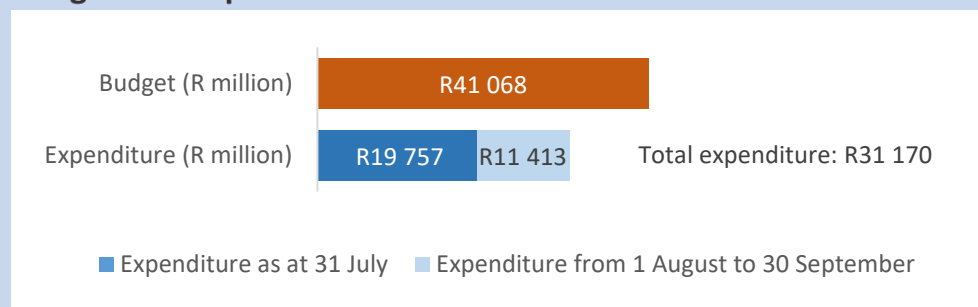 Budget (R million)
R41 068
Expenditure (R million)
R19 757
R11 413
Total expenditure: R31 170
Expenditure as at 31 July
Expenditure from 1 August to 30 September